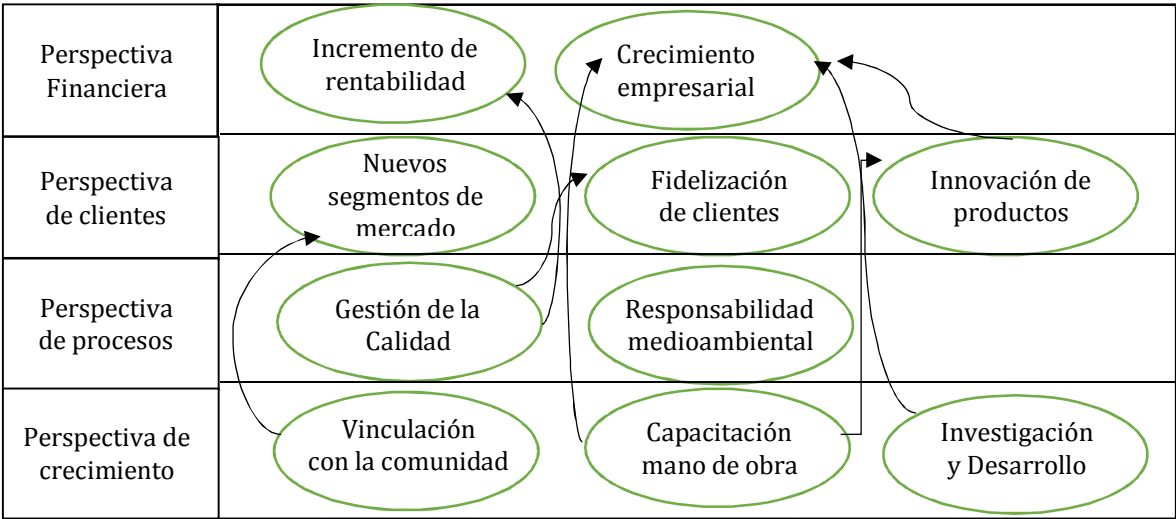 Perspectiva
Financiera
Incremento de
rentabilidad
Crecimiento
empresarial
Perspectiva
de clientes
Nuevos
segmentos de
mercado
Fidelización
de clientes
Innovación de
productos
Perspectiva
de procesos
Gestión de la
Calidad
Responsabilidad
medioambiental
Perspectiva de
crecimiento
Vinculación
con la comunidad
Capacitación
mano de obra
Investigación
y Desarrollo